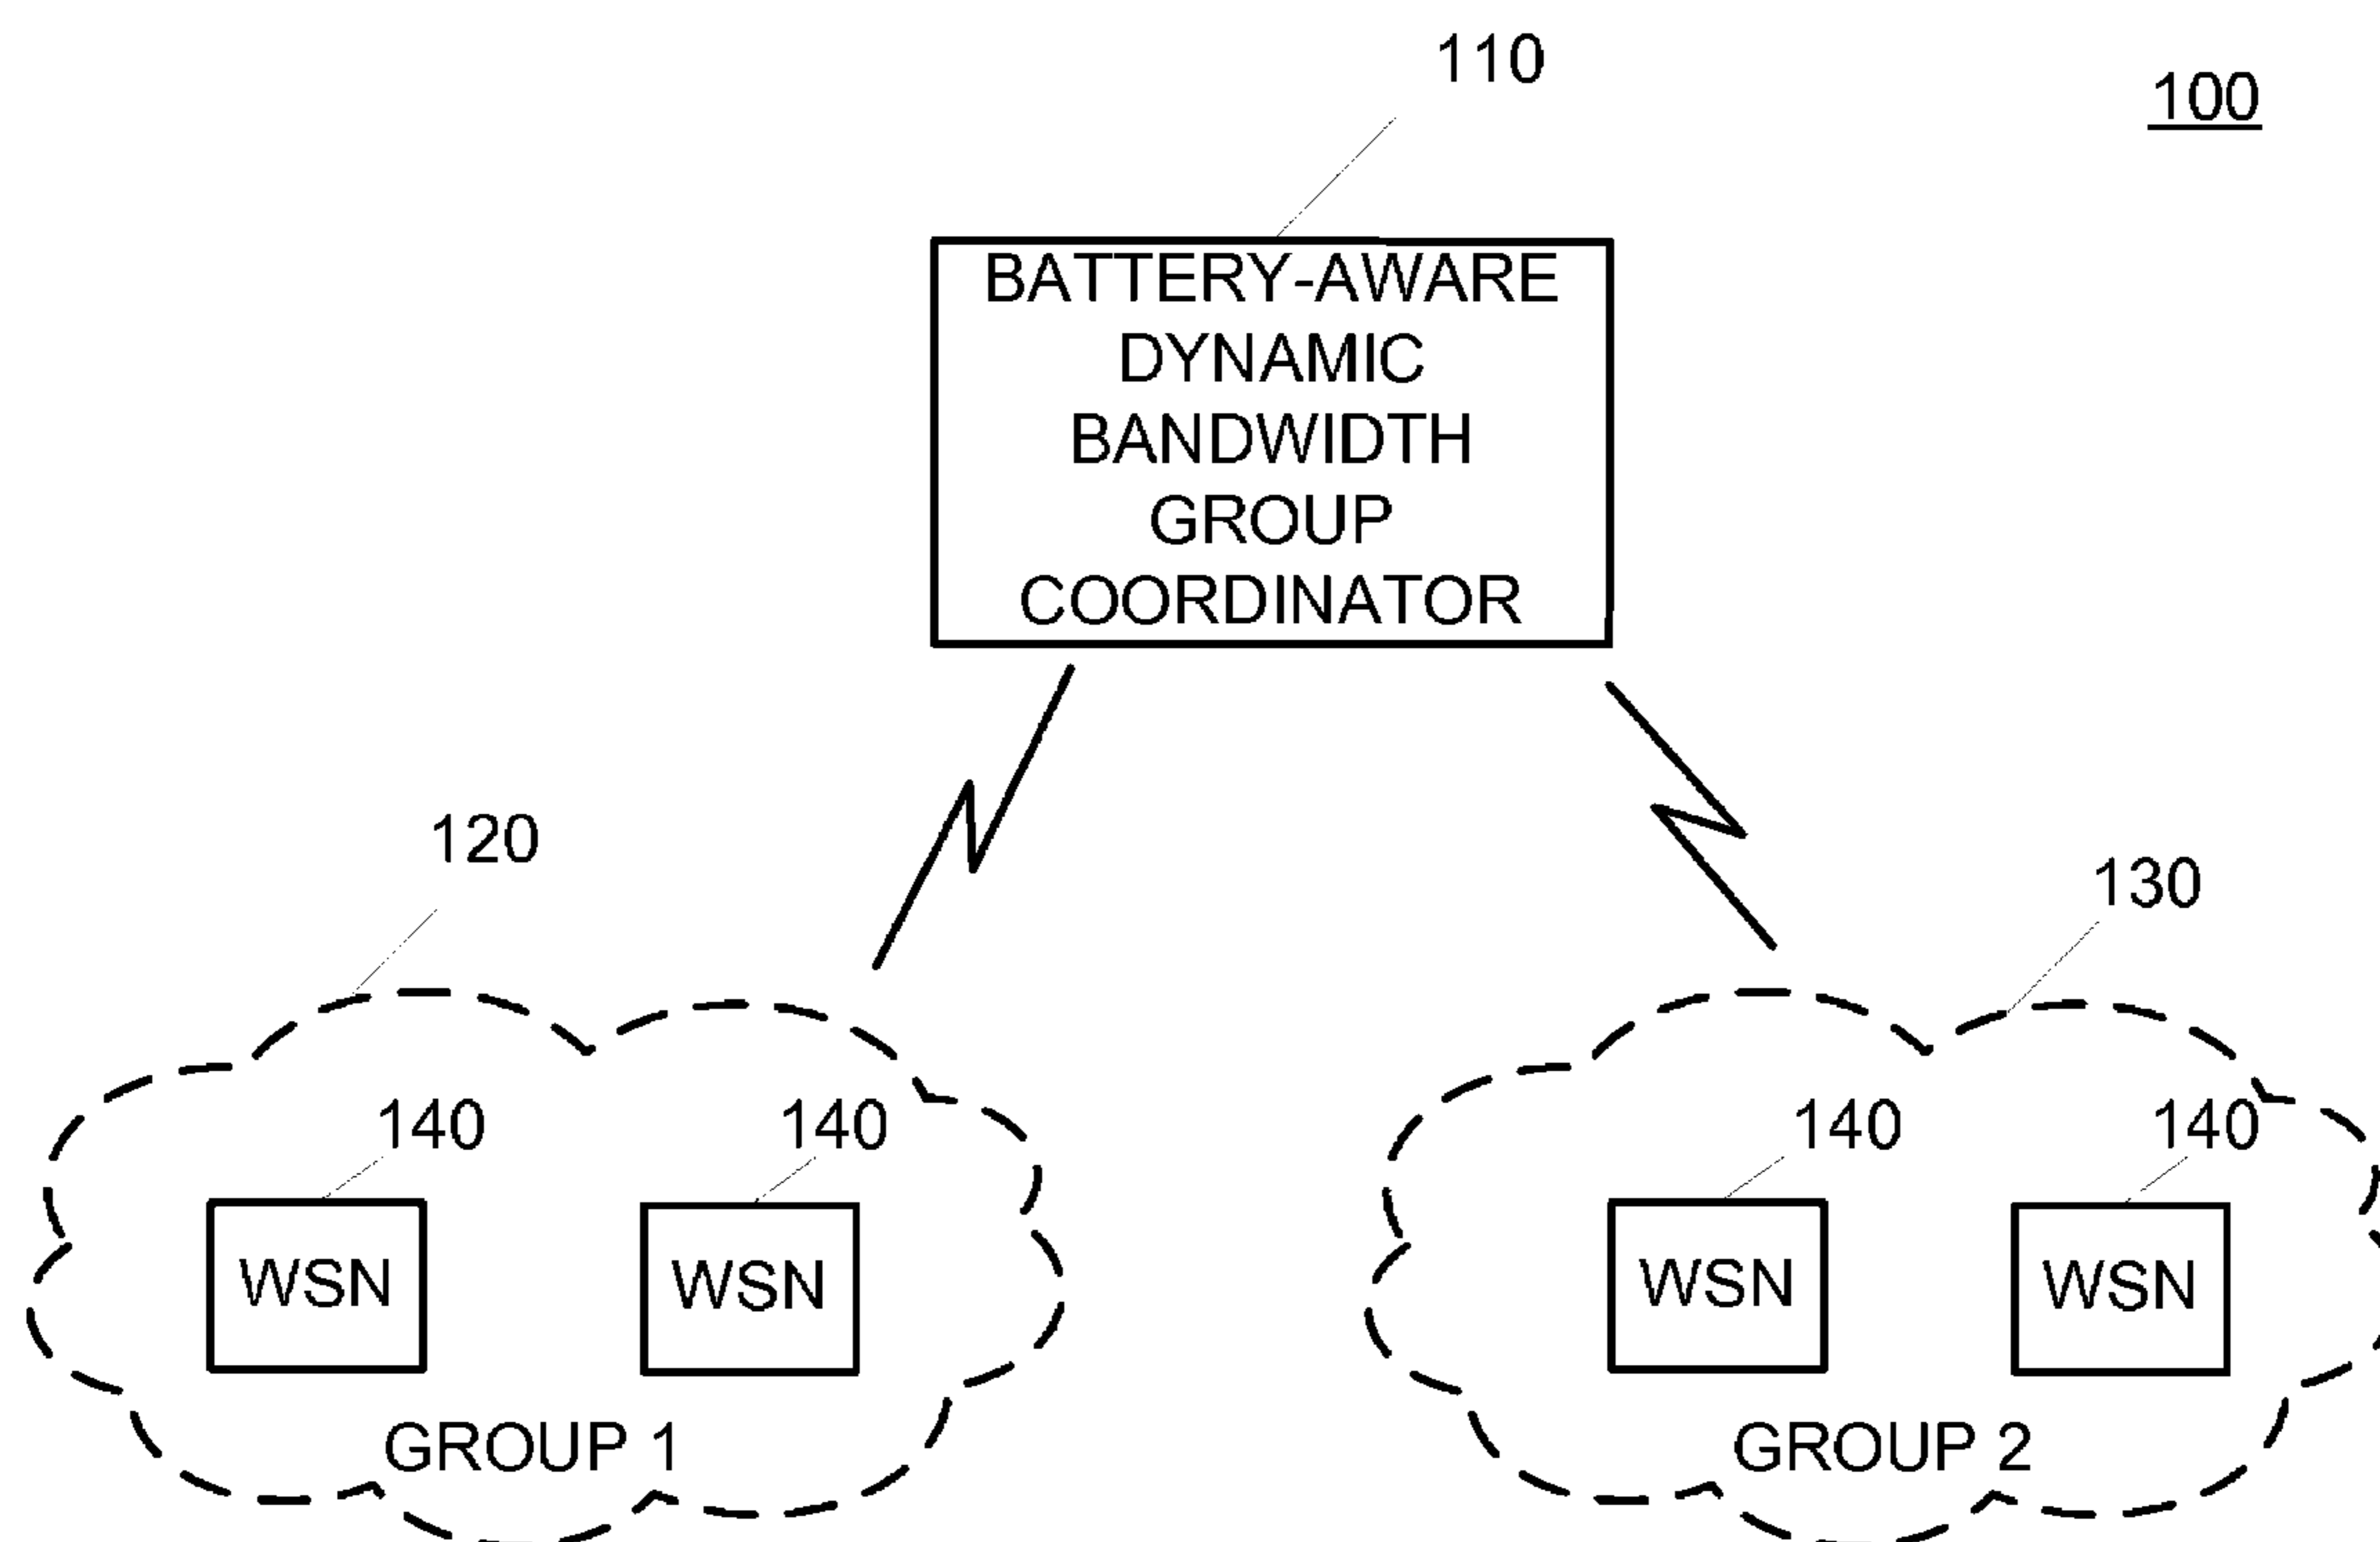 110
100
BATTERY-AWARE
DYNAMIC
BANDWIDTH
GROUP
COORDINATOR
120
130
140
140
140
140
WSN
WSN
WSN
WSN
GROUP 1
GROUP 2